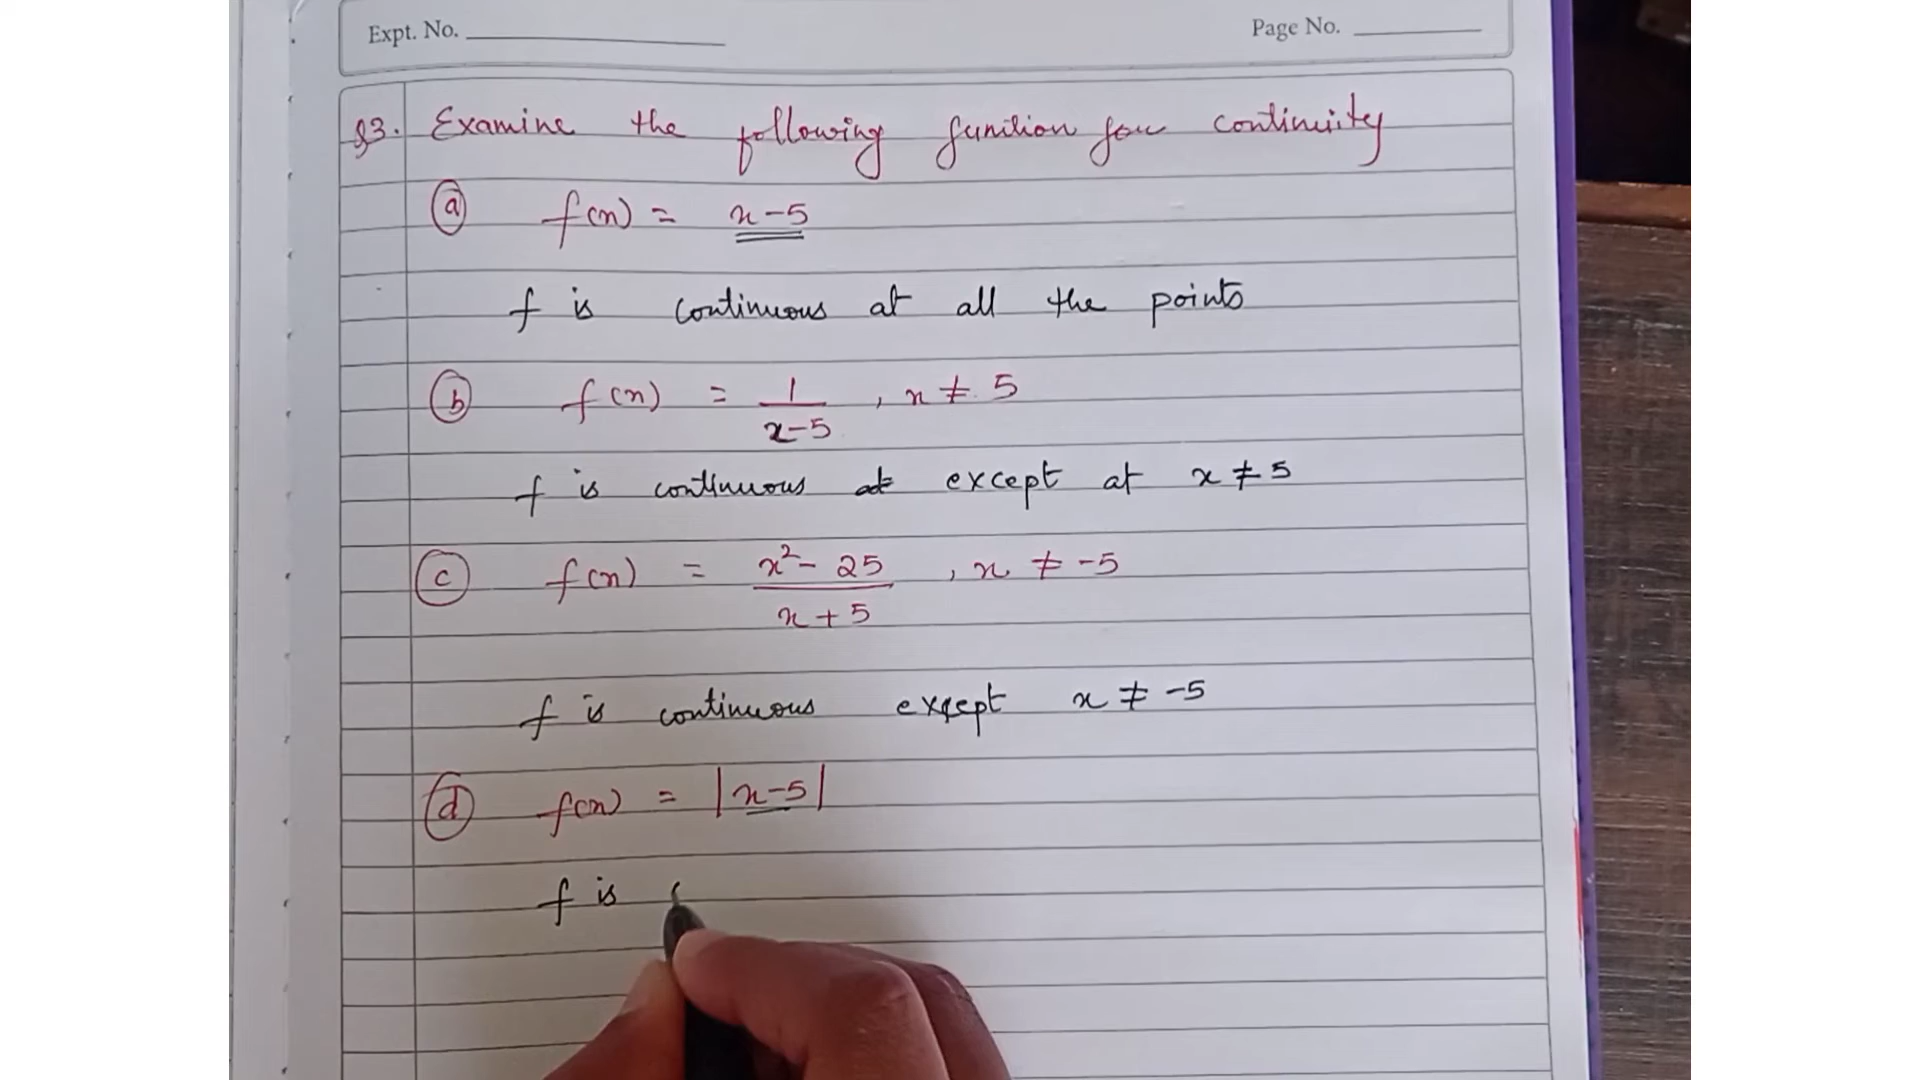 Expt. No. Page No.
Q3. Examine the following function for continuity
(a) f(x) = x-5
f is continuous at all the points
(b) f(x) = 1/(x-5), x ≠ 5
f is continuous except at x ≠ 5
(c) f(x) = (x²-25)/(x+5), x ≠ -5
f is continuous except x ≠ -5
(d) f(x) = |x-5|
f is